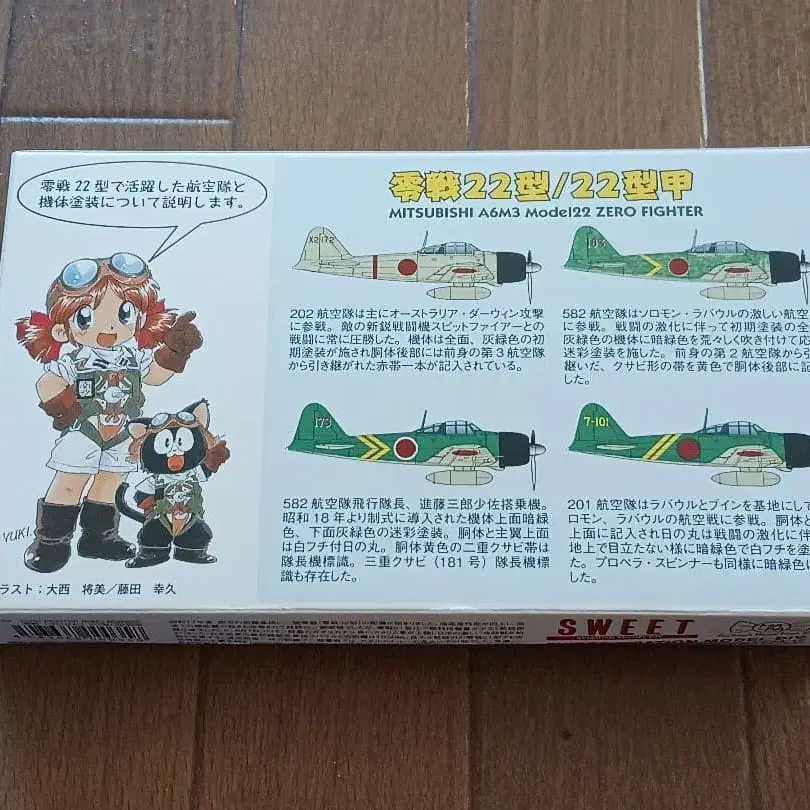 零戦22型で活躍した航空隊と
機体塗装について説明します。
零戦22型/22型甲
MITSUBISHI A6M3 Model22 ZERO FIGHTER
X2172
183
202航空隊は主にオーストラリア・ダーウィン攻撃
に参戦。敵の新鋭戦闘機スピットファイアーとの
戦闘に常に圧勝した。機体は全面、灰緑色の初
期塗装が施され胴体後部には前身の第3航空隊
から引き継がれた赤帯一本が記入されている。
582航空隊はソロモン・ラバウルの激しい航空
に参戦。戦闘の激化に伴って初期塗装の全
灰緑色の機体に暗緑色を荒々しく吹き付けて応
迷彩塗装を施した。前身の第2航空隊から引
継いだ、クサビ形の帯を黄色で胴体後部に記
した。
173
7-101
582航空隊飛行隊長、進藤三郎少佐搭乗機。
昭和18年より制式に導入された機体上面暗緑
色、下面灰緑色の迷彩塗装。胴体と主翼上面
は白フチ付日の丸。胴体黄色の二重クサビ帯は
隊長機標識。三重クサビ(181号)隊長機標
識も存在した。
201航空隊はラバウルとブインを基地にして
ロモン、ラバウルの航空戦に参戦。胴体と
上面に記入され日の丸は戦闘の激化に伴
地上で目立たない様に暗緑色で白フチを塗
た。プロペラ・スピンナーも同様に暗緑色に
した。
YUKI.
ラスト:大西 将美/藤田 幸久
SWEET